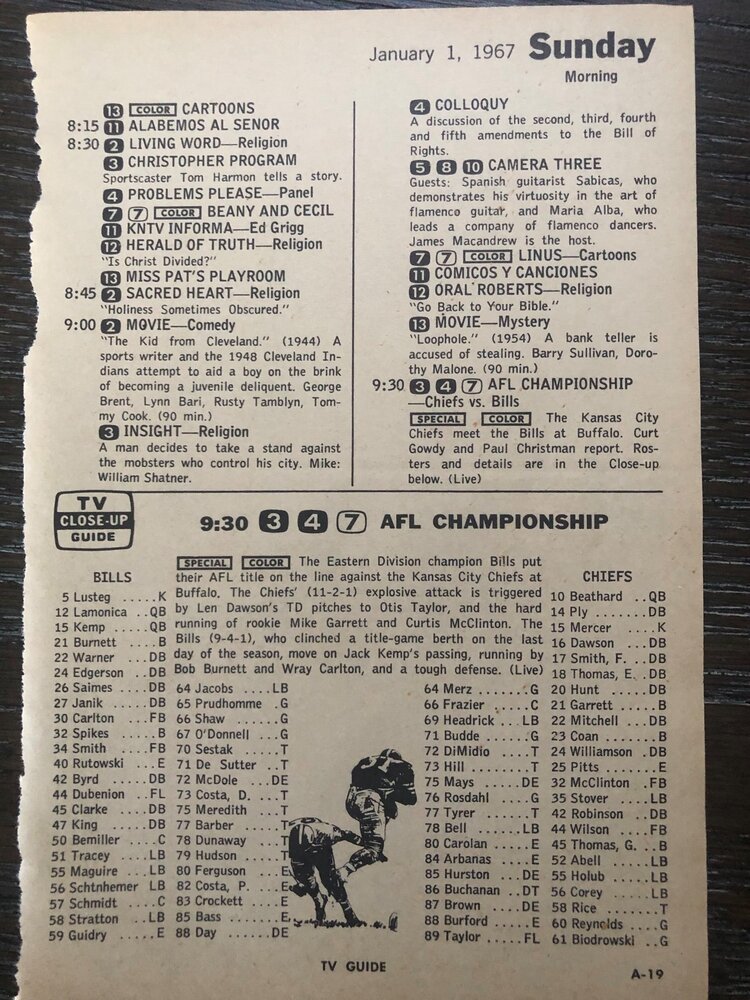 January 1, 1967 Sunday
Morning
13 COLOR CARTOONS
8:15 11 ALABEMOS AL SENOR
8:30 2 LIVING WORD—Religion
3 CHRISTOPHER PROGRAM
Sportscaster Tom Harmon tells a story.
4 PROBLEMS PLEASE—Panel
7 7 COLOR BEANY AND CECIL
11 KNTV INFORMA—Ed Grigg
12 HERALD OF TRUTH—Religion
"Is Christ Divided?"
13 MISS PAT'S PLAYROOM
8:45 2 SACRED HEART—Religion
"Holiness Sometimes Obscured."
9:00 2 MOVIE—Comedy
"The Kid from Cleveland." (1944) A
sports writer and the 1948 Cleveland In-
dians attempt to aid a boy on the brink
of becoming a juvenile deliquent. George
Brent, Lynn Bari, Rusty Tamblyn, Tom-
my Cook. (90 min.)
3 INSIGHT—Religion
A man decides to take a stand against
the mobsters who control his city. Mike:
William Shatner.
4 COLLOQUY
A discussion of the second, third, fourth
and fifth amendments to the Bill of
Rights.
5 8 10 CAMERA THREE
Guests: Spanish guitarist Sabicas, who
demonstrates his virtuosity in the art of
flamenco guitar, and Maria Alba, who
leads a company of flamenco dancers.
James Macandrew is the host.
7 7 COLOR LINUS—Cartoons
11 COMICOS Y CANCIONES
12 ORAL ROBERTS—Religion
"Go Back to Your Bible."
13 MOVIE—Mystery
"Loophole." (1954) A bank teller is
accused of stealing. Barry Sullivan, Doro-
thy Malone. (90 min.)
9:30 3 4 7 AFL CHAMPIONSHIP
—Chiefs vs. Bills
SPECIAL COLOR The Kansas City
Chiefs meet the Bills at Buffalo. Curt
Gowdy and Paul Christman report. Ros-
ters and details are in the Close-up
below. (Live)
TV
CLOSE-UP
GUIDE
9:30 3 4 7 AFL CHAMPIONSHIP
SPECIAL COLOR The Eastern Division champion Bills put
their AFL title on the line against the Kansas City Chiefs at
Buffalo. The Chiefs' (11-2-1) explosive attack is triggered
by Len Dawson's TD pitches to Otis Taylor, and the hard
running of rookie Mike Garrett and Curtis McClinton. The
Bills (9-4-1), who clinched a title-game berth on the last
day of the season, move on Jack Kemp's passing, running by
Bob Burnett and Wray Carlton, and a tough defense. (Live)
BILLS
5 Lusteg .....K
12 Lamonica ..QB
15 Kemp .....QB
21 Burnett ....B
22 Warner ...DB
24 Edgerson ..DB
26 Saimes ....DB
27 Janik .....DB
30 Carlton ...FB
32 Spikes .....B
34 Smith ....FB
40 Rutowski ...E
42 Byrd .....DB
44 Dubenion ..FL
45 Clarke ....DB
47 King .....DB
50 Bemiller ....C
51 Tracey ....LB
55 Maguire ...LB
56 Schtnhemer LB
57 Schmidt ....C
58 Stratton ..LB
59 Guidry .....E
64 Jacobs ....LB
65 Prudhomme .G
66 Shaw ......G
67 O'Donnell ...G
70 Sestak .....T
71 De Sutter ..T
72 McDole ...DE
73 Costa, D. ...T
75 Meredith ...T
77 Barber .....T
78 Dunaway ...T
79 Hudson .....T
80 Ferguson ...E
82 Costa, P. ...E
83 Crockett ....E
85 Bass .......E
88 Day ......DE
64 Merz .......G
66 Frazier .....C
69 Headrick ...LB
71 Budde ......G
72 DiMidio ....T
73 Hill ........T
75 Mays .....DE
76 Rosdahl ....G
77 Tyrer ......T
78 Bell ......LB
80 Carolan .....E
84 Arbanas ....E
85 Hurston ...DE
86 Buchanan ..DT
87 Brown ....DE
88 Burford .....E
89 Taylor .....FL
CHIEFS
10 Beathard ..QB
14 Ply .......DB
15 Mercer .....K
16 Dawson ...DB
17 Smith, F. ..DB
18 Thomas, E. .DB
20 Hunt .....DB
21 Garrett .....B
22 Mitchell ...DB
23 Coan ......B
24 Williamson .DB
25 Pitts .......E
32 McClinton .FB
35 Stover ....LB
42 Robinson ..DB
44 Wilson ....FB
45 Thomas, G. ..B
52 Abell .....LB
55 Holub .....LB
56 Corey .....LB
58 Rice .......T
60 Reynolds ....G
61 Biodrowski ..G
TV GUIDE
A-19